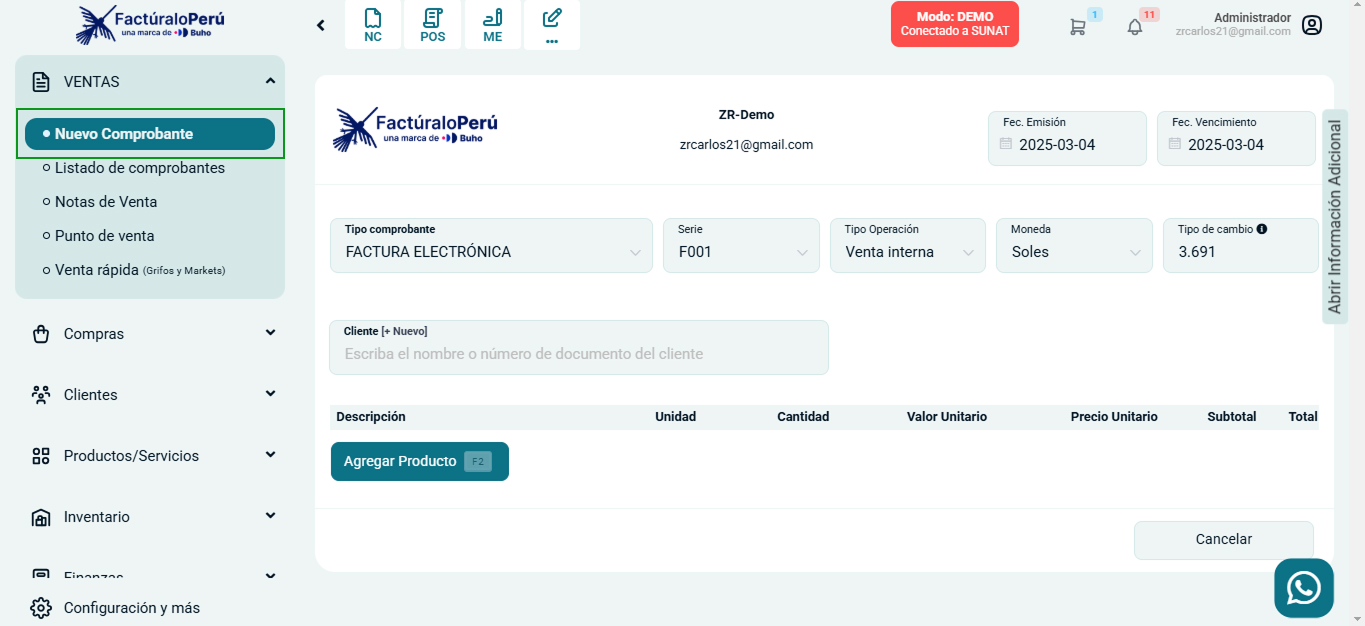 FactúraloPerú
una marca de Buho
NC
POS
ME
...
Modo: DEMO
Conectado a SUNAT
1
11
Administrador
zrcarlos21@gmail.com
VENTAS
Nuevo Comprobante
Listado de comprobantes
Notas de Venta
Punto de venta
Venta rápida (Grifos y Markets)
Compras
Clientes
Productos/Servicios
Inventario
Finanzas
Configuración y más
FactúraloPerú
una marca de Buho
ZR-Demo
zrcarlos21@gmail.com
Fec. Emisión
2025-03-04
Fec. Vencimiento
2025-03-04
Abrir Información Adicional
Tipo comprobante
FACTURA ELECTRÓNICA
Serie
F001
Tipo Operación
Venta interna
Moneda
Soles
Tipo de cambio
3.691
Cliente [+ Nuevo]
Escriba el nombre o número de documento del cliente
Descripción Unidad Cantidad Valor Unitario Precio Unitario Subtotal Total
Agregar Producto F2
Cancelar